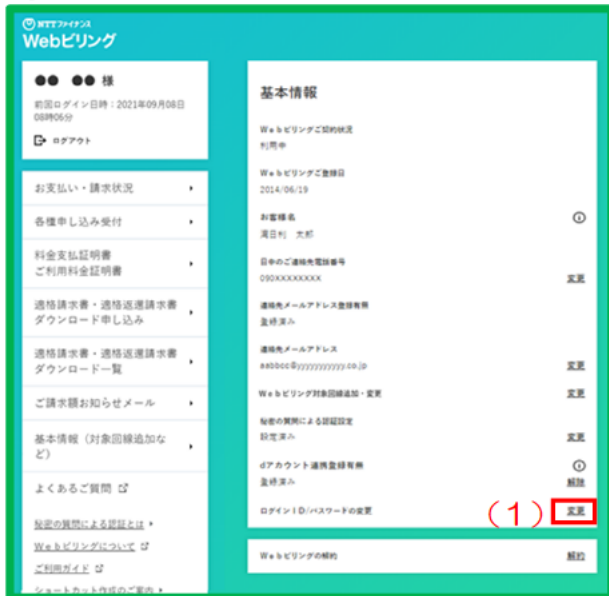 NTTファイナンス
Webビリング
●● ●● 様
前回ログイン日時：2021年09月08日
08時06分
ログアウト
お支払い・請求状況
各種申し込み受付
料金支払証明書
ご利用料金証明書
適格請求書・適格返還請求書
ダウンロード申し込み
適格請求書・適格返還請求書
ダウンロード一覧
ご請求額お知らせメール
基本情報（対象回線追加な
ど）
よくあるご質問
秘密の質問による認証とは
Webビリングについて
ご利用ガイド
ショートカット作成のご案内
基本情報
Webビリングご契約状況
利用中
Webビリングご登録日
2014/06/19
お客様名
太郎
日中のご連絡先電話番号
090XXXXXXXX
変更
連絡先メールアドレス登録有無
登録済み
連絡先メールアドレス
aabbcc@yyyyyyyyyyy.co.jp
変更
Webビリング対象回線追加・変更
変更
秘密の質問による認証設定
設定済み
変更
dアカウント連携登録有無
登録済み
解除
ログインID/パスワードの変更
（1）
変更
Webビリングの解約
解約